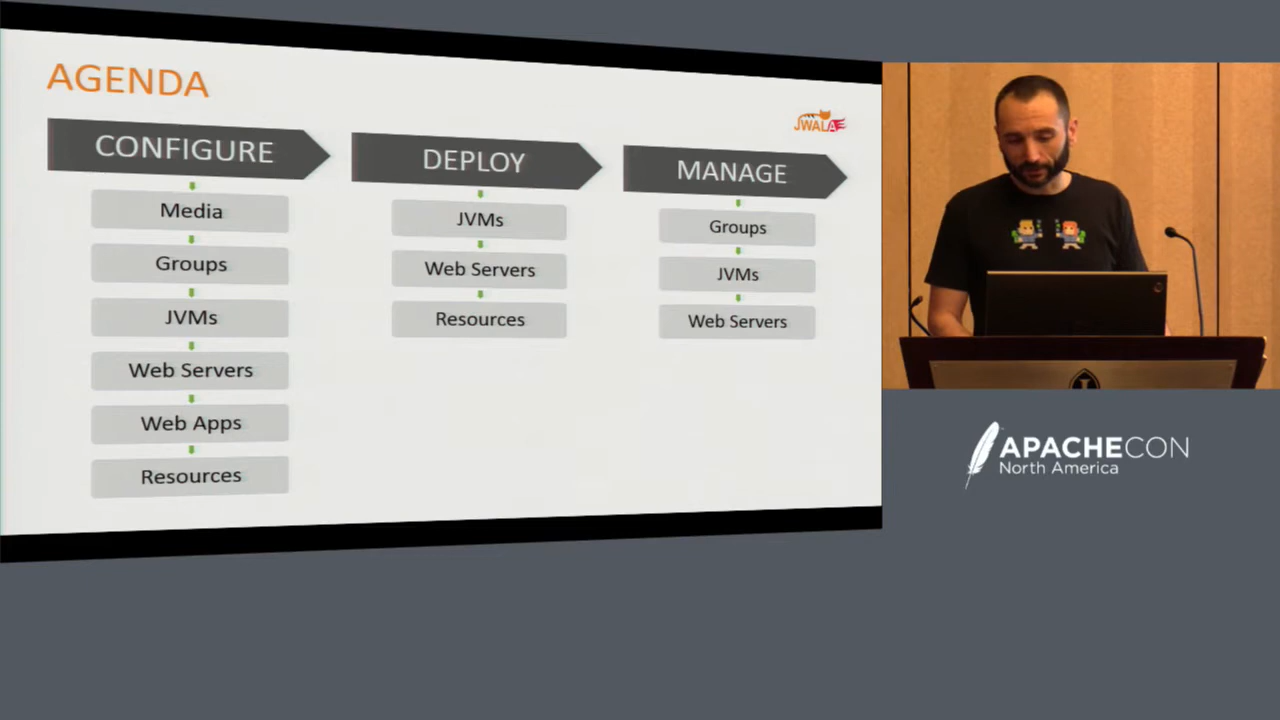 AGENDA
JWALA
CONFIGURE
Media
Groups
JVMs
Web Servers
Web Apps
Resources
DEPLOY
JVMs
Web Servers
Resources
MANAGE
Groups
JVMs
Web Servers
APACHECON
North America